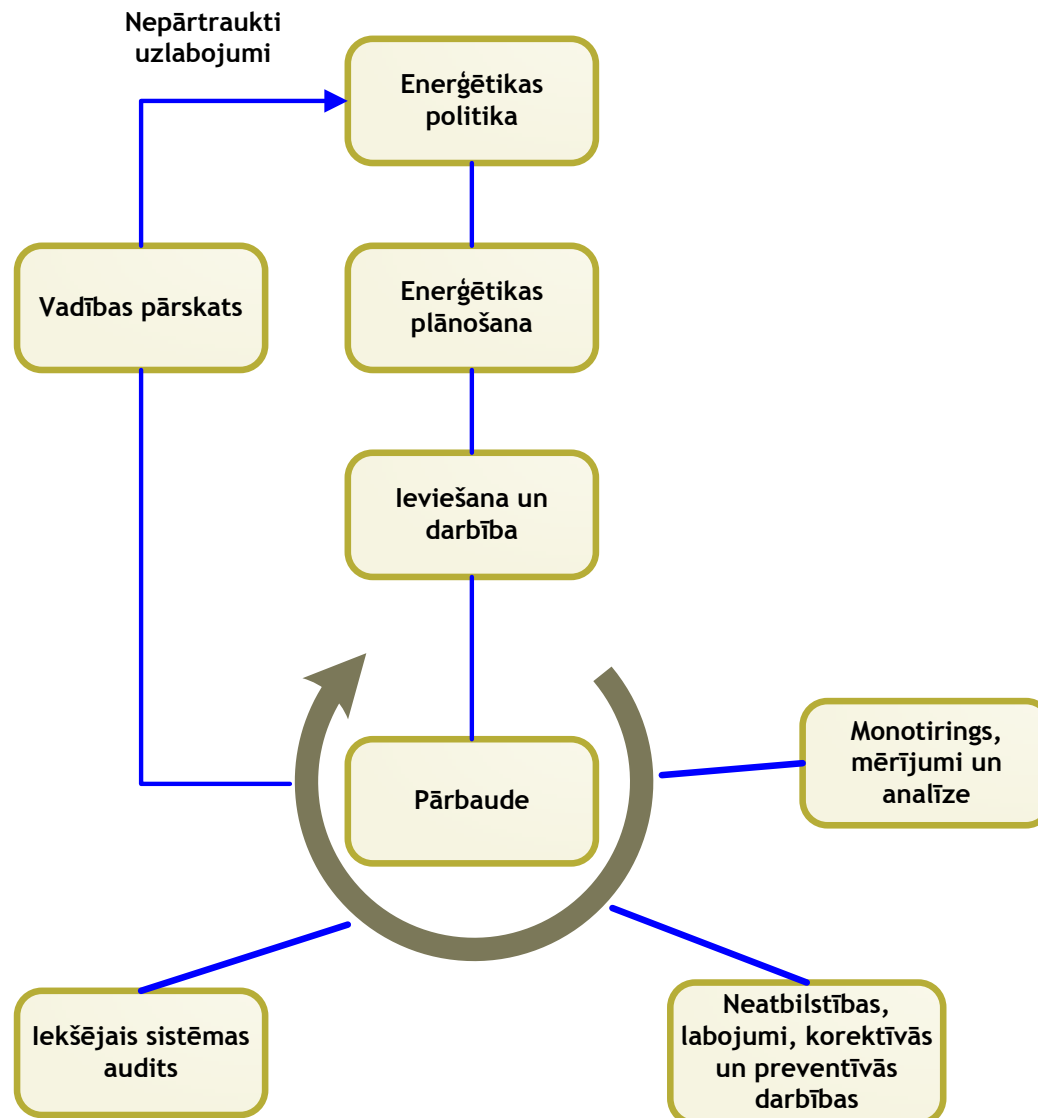 Nepārtraukti
uzlabojumi
Enerģētikas
politika
Vadības pārskats
Enerģētikas
plānošana
Ieviešana un
darbība
Pārbaude
Monotirings,
mērījumi un
analīze
Iekšējais sistēmas
audits
Neatbilstības,
labojumi, korektīvās
un preventīvās
darbības